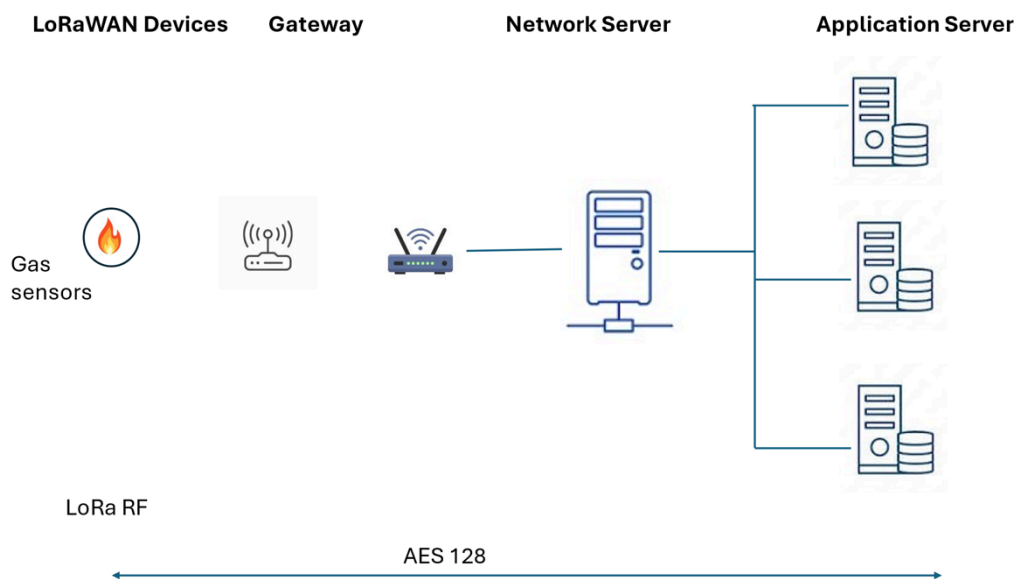 LoRaWAN Devices
Gateway
Network Server
Application Server
Gas
sensors
LoRa RF
AES 128